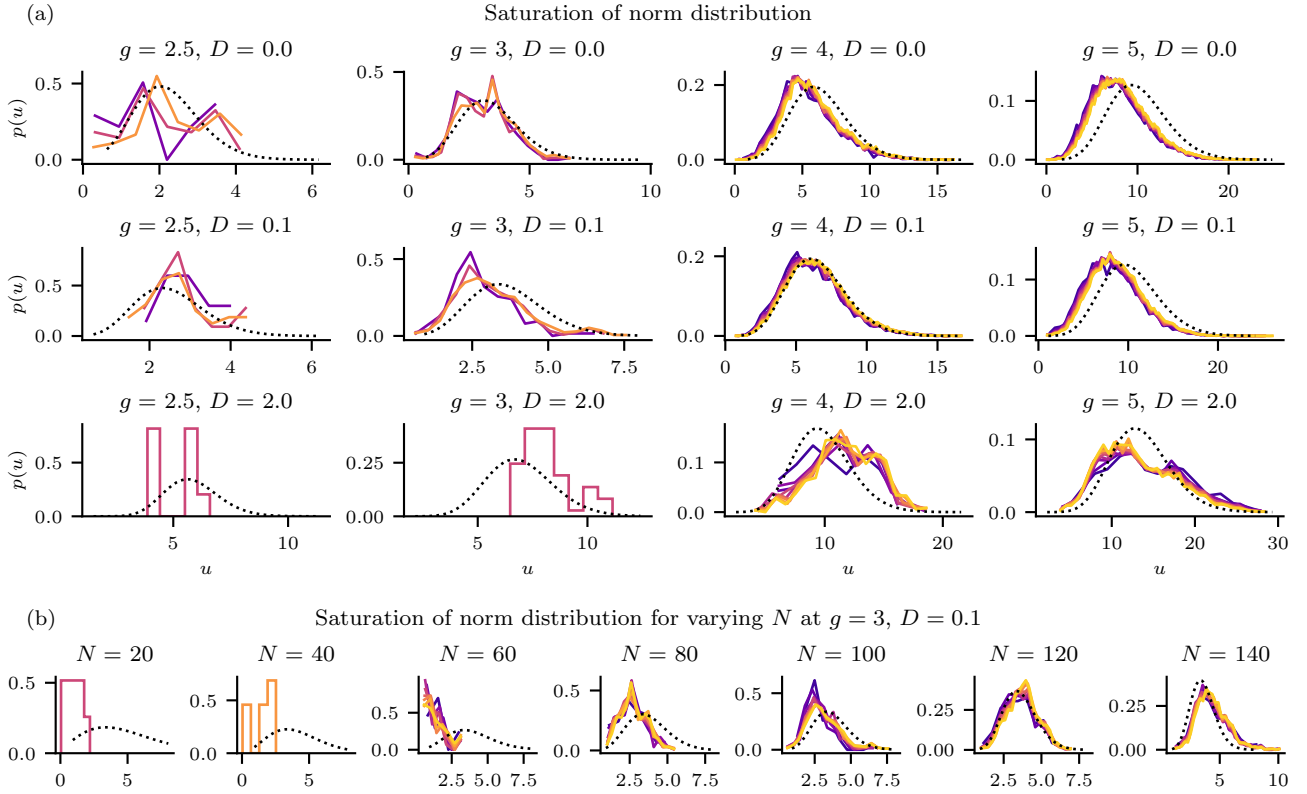 (a) Saturation of norm distribution
g = 2.5, D = 0.0 g = 3, D = 0.0 g = 4, D = 0.0 g = 5, D = 0.0
p(u) 0.5 0.0 0.5 0.0 0.2 0.0 0.1 0.0
0 2 4 6 0 5 10 0 5 10 15 0 10 20
g = 2.5, D = 0.1 g = 3, D = 0.1 g = 4, D = 0.1 g = 5, D = 0.1
p(u) 0.5 0.0 0.5 0.0 0.2 0.0 0.1 0.0
2 4 6 2.5 5.0 7.5 0 5 10 15 0 10 20
g = 2.5, D = 2.0 g = 3, D = 2.0 g = 4, D = 2.0 g = 5, D = 2.0
p(u) 0.5 0.0 0.25 0.00 0.1 0.0 0.1 0.0
5 10 5 10 10 20 10 20 30
u u u u
(b) Saturation of norm distribution for varying N at g = 3, D = 0.1
N = 20 N = 40 N = 60 N = 80 N = 100 N = 120 N = 140
0.5 0.0 0.5 0.0 0.5 0.0 0.5 0.0 0.5 0.0 0.25 0.00 0.25 0.00
0 5 0 5 2.5 5.0 7.5 2.5 5.0 7.5 2.5 5.0 7.5 2.5 5.0 7.5 5 10